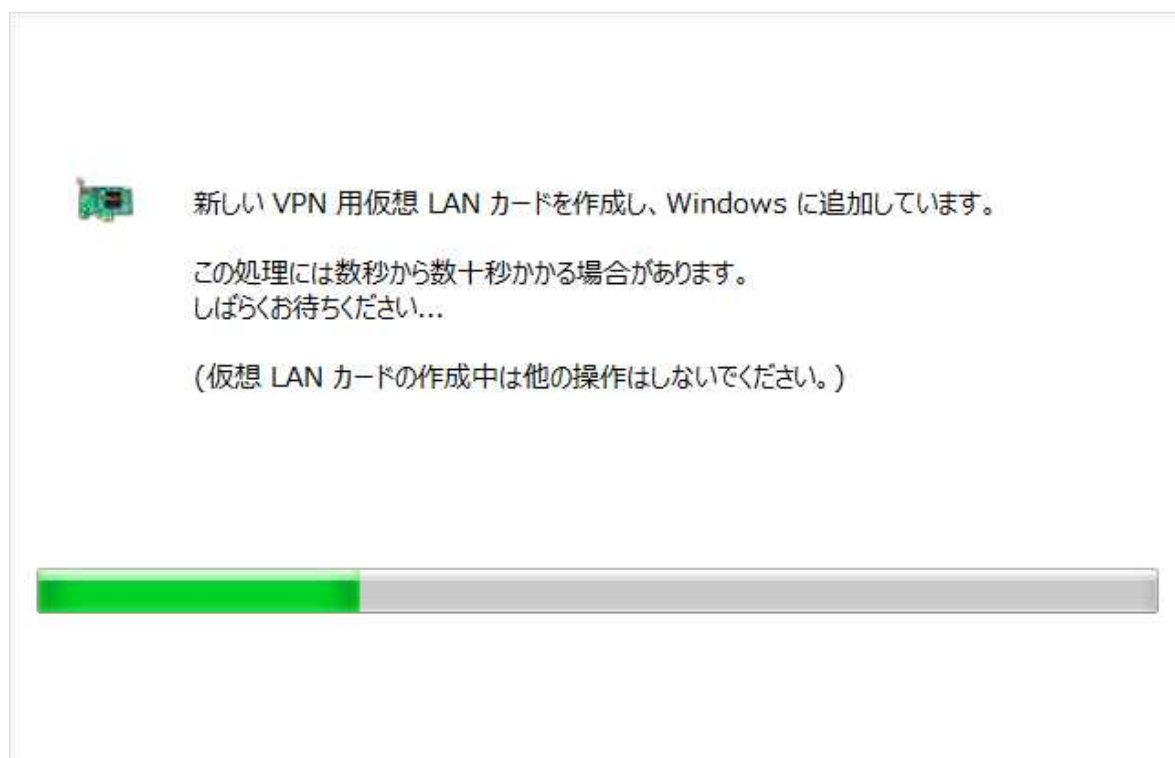 新しい VPN 用仮想 LAN カードを作成し、Windows に追加しています。
この処理には数秒から数十秒かかる場合があります。
しばらくお待ちください...
(仮想 LAN カードの作成中は他の操作はしないでください。)